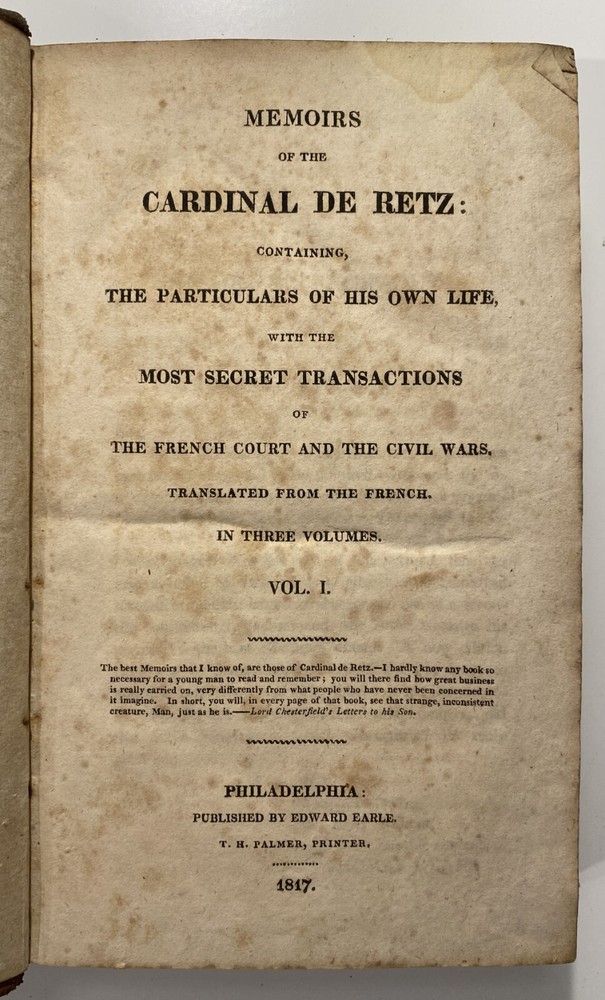 MEMOIRS
OF THE
CARDINAL DE RETZ:
CONTAINING,
THE PARTICULARS OF HIS OWN LIFE,
WITH THE
MOST SECRET TRANSACTIONS
OF
THE FRENCH COURT AND THE CIVIL WARS.
TRANSLATED FROM THE FRENCH.
IN THREE VOLUMES.
VOL. I.
The best Memoirs that I know of, are those of Cardinal de Retz.—I hardly know any book so
necessary for a young man to read and remember; you will there find how great business
is really carried on, very differently from what people who have never been concerned in
it imagine. In short, you will, in every page of that book, see that strange, inconsistent
creature, Man, just as he is.——Lord Chesterfield's Letters to his Son.
PHILADELPHIA:
PUBLISHED BY EDWARD EARLE.
T. H. PALMER, PRINTER.
1817.